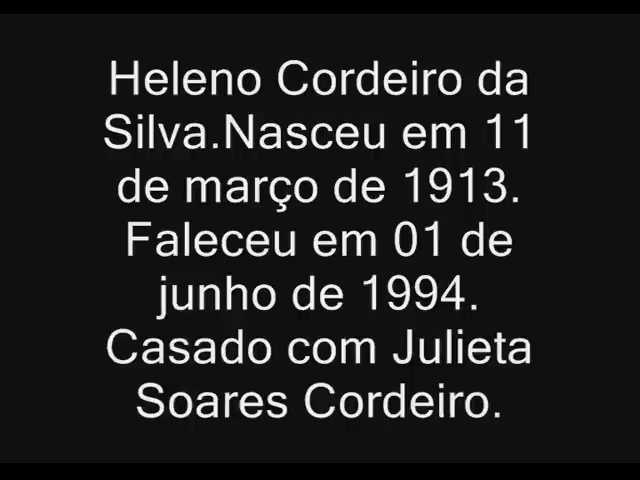 Heleno Cordeiro da
Silva.Nasceu em 11
de março de 1913.
Faleceu em 01 de
junho de 1994.
Casado com Julieta
Soares Cordeiro.